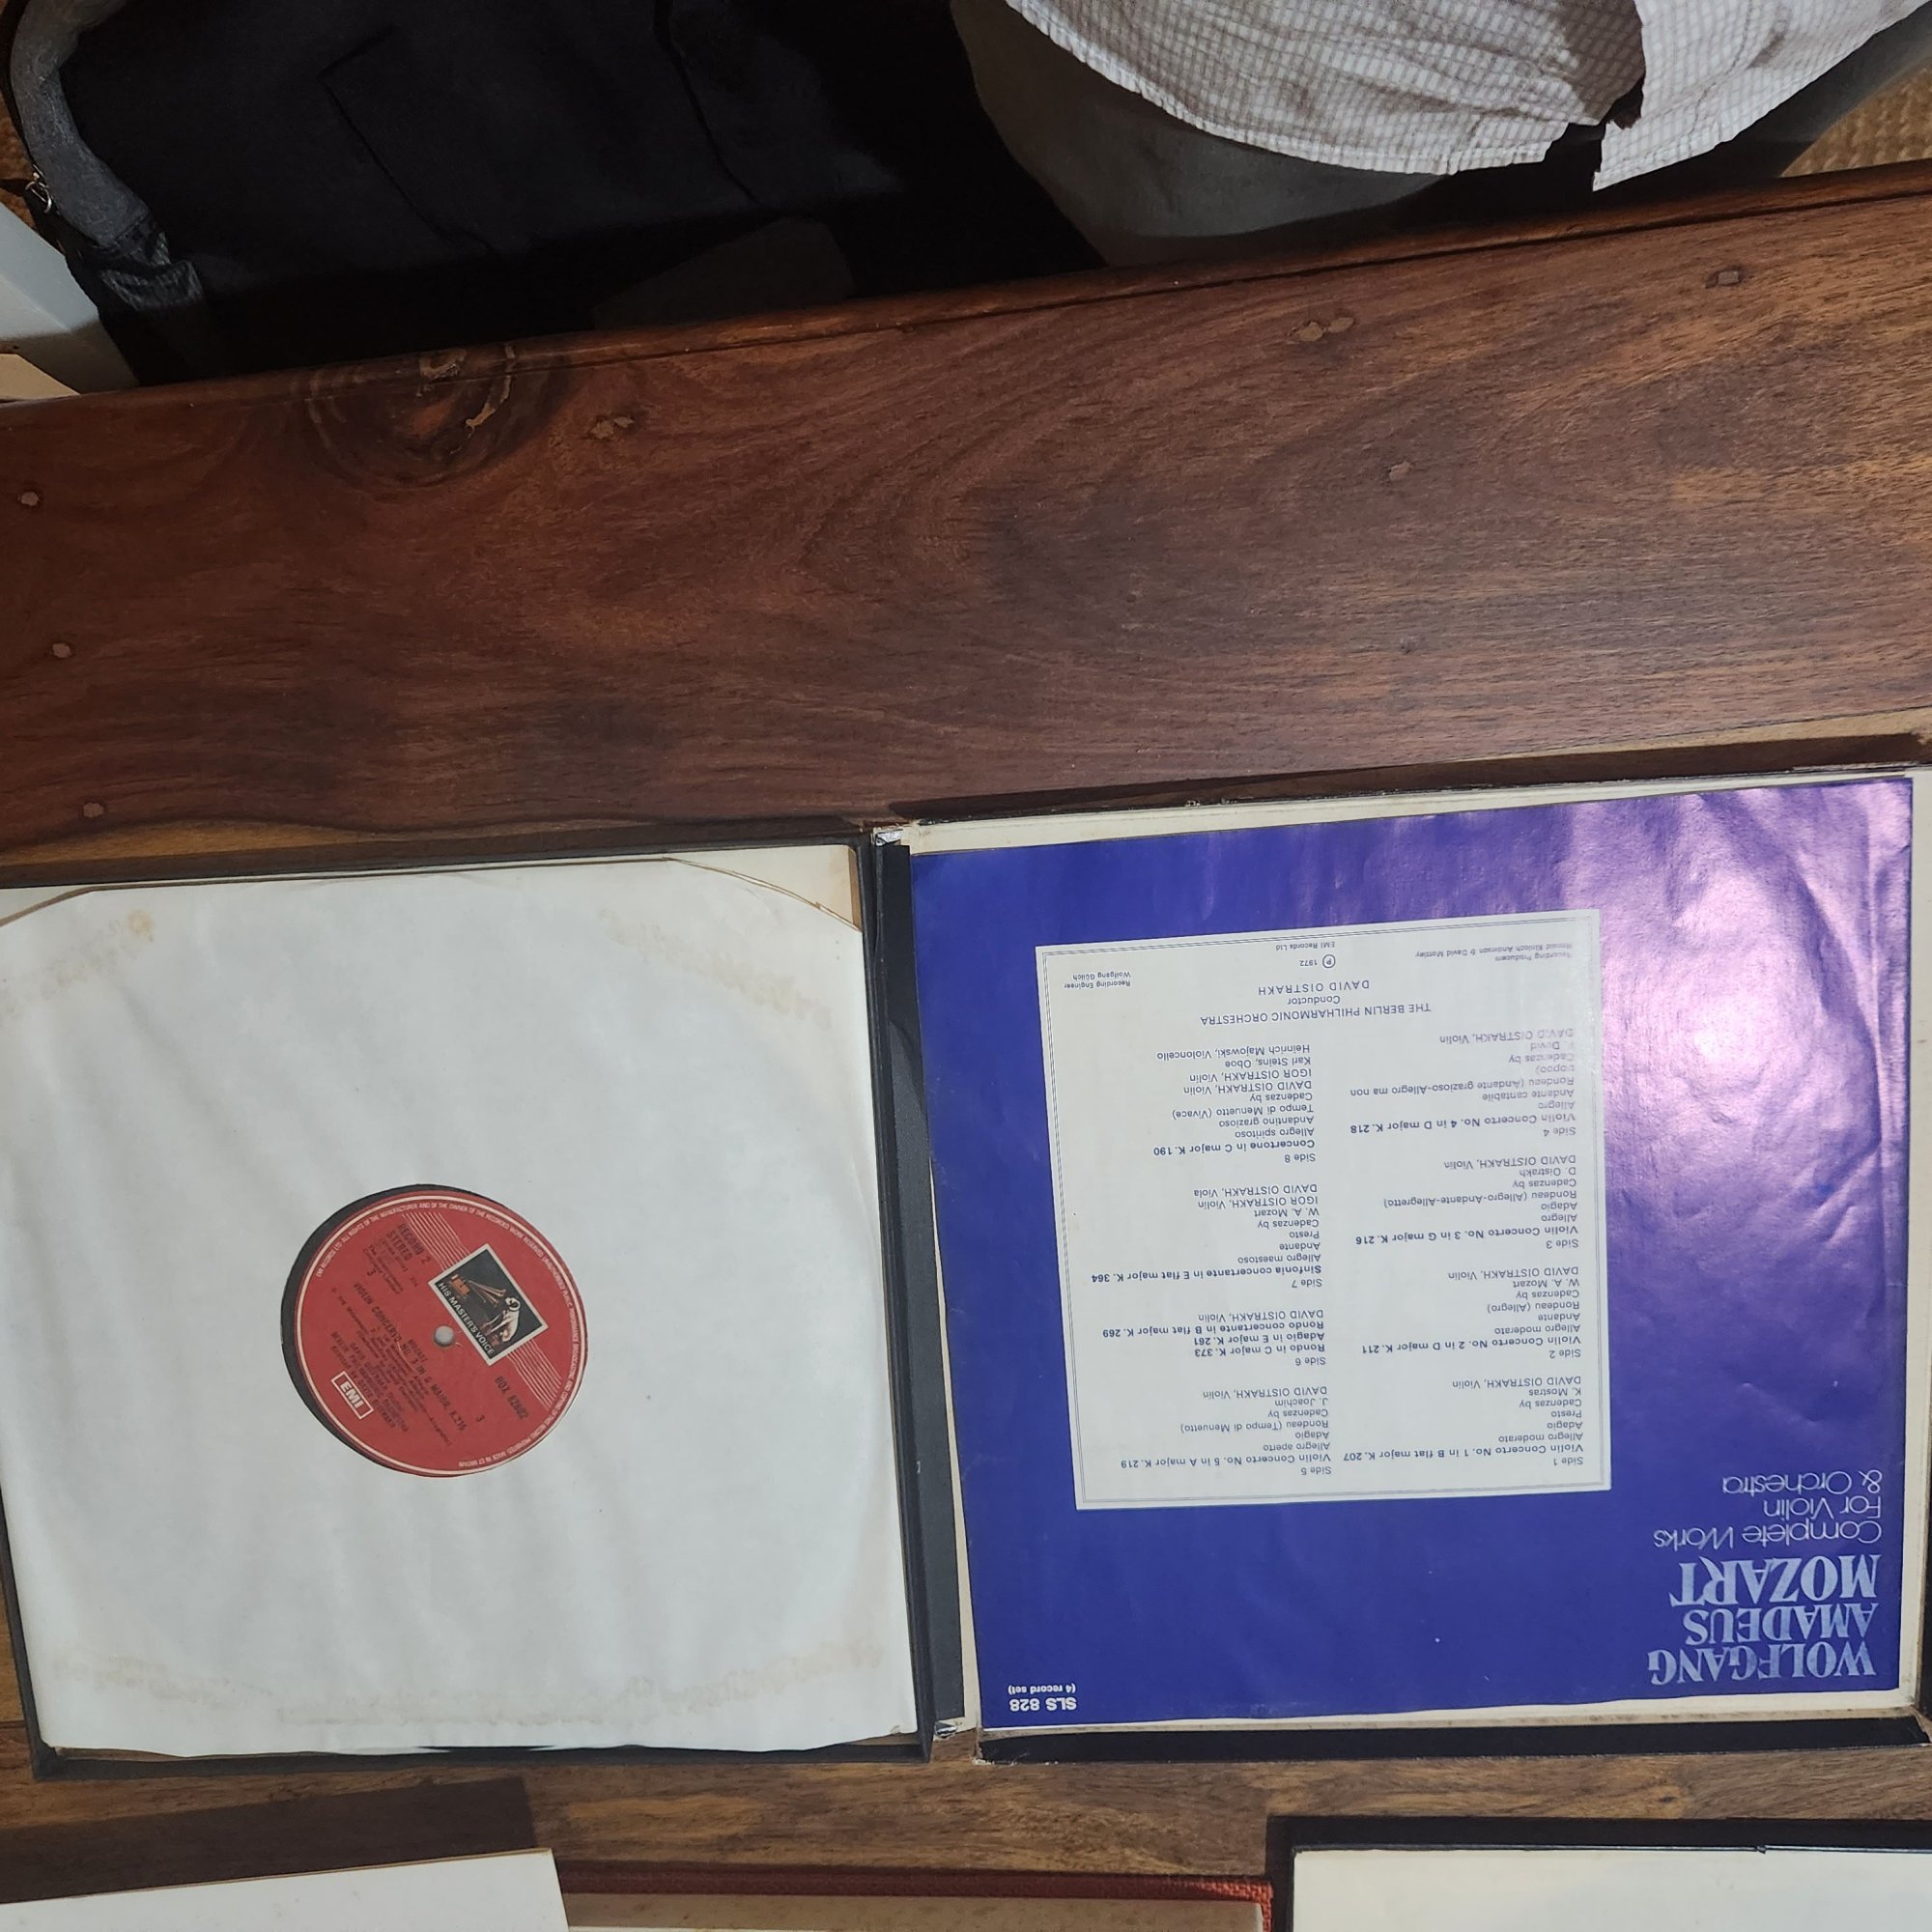 SLS 828
(4 record set)
WOLFGANG
AMADEUS
MOZART
Complete Works
For Violin
& Orchestra
Side 1
Violin Concerto No. 1 in B flat major K. 207
Allegro moderato
Adagio
Presto
Cadenzas by
K. Mostras
DAVID OISTRAKH, Violin
Side 2
Violin Concerto No. 2 in D major K. 211
Allegro moderato
Andante
Rondeau (Allegro)
Cadenzas by
W. A. Mozart
DAVID OISTRAKH, Violin
Side 3
Violin Concerto No. 3 in G major K. 216
Allegro
Adagio
Rondeau (Allegro-Andante-Allegretto)
Cadenzas by
D. Oistrakh
DAVID OISTRAKH, Violin
Side 4
Violin Concerto No. 4 in D major K. 218
Allegro
Andante cantabile
Rondeau (Andante grazioso-Allegro ma non
troppo)
Cadenzas by
DAVID OISTRAKH, Violin
Side 5
Violin Concerto No. 5 in A major K. 219
Allegro aperto
Adagio
Rondeau (Tempo di Menuetto)
Cadenzas by
J. Joachim
DAVID OISTRAKH, Violin
Side 6
Rondo in C major K. 373
Adagio in E major K. 261
Rondo concertante in B flat major K. 269
DAVID OISTRAKH, Violin
Side 7
Sinfonia concertante in E flat major K. 364
Allegro maestoso
Andante
Presto
Cadenzas by
W. A. Mozart
IGOR OISTRAKH, Violin
DAVID OISTRAKH, Viola
Side 8
Concertone in C major K. 190
Allegro spiritoso
Andantino grazioso
Tempo di Menuetto (Vivace)
Cadenzas by
DAVID OISTRAKH, Violin
IGOR OISTRAKH, Violin
Karl Steins, Oboe
Heinrich Majowski, Violoncello
THE BERLIN PHILHARMONIC ORCHESTRA
Conductor
DAVID OISTRAKH
Recording Producers
Ronald Kinloch Anderson & David Mottley
Ⓟ 1972
EMI Records Ltd
Recording Engineer
Wolfgang Gülich
HIS MASTER'S VOICE
RECORD 2
STEREO
BOX 82802
3
3
MOZART
VIOLIN CONCERTO NO. 3 IN G MAJOR, K.216
EMI